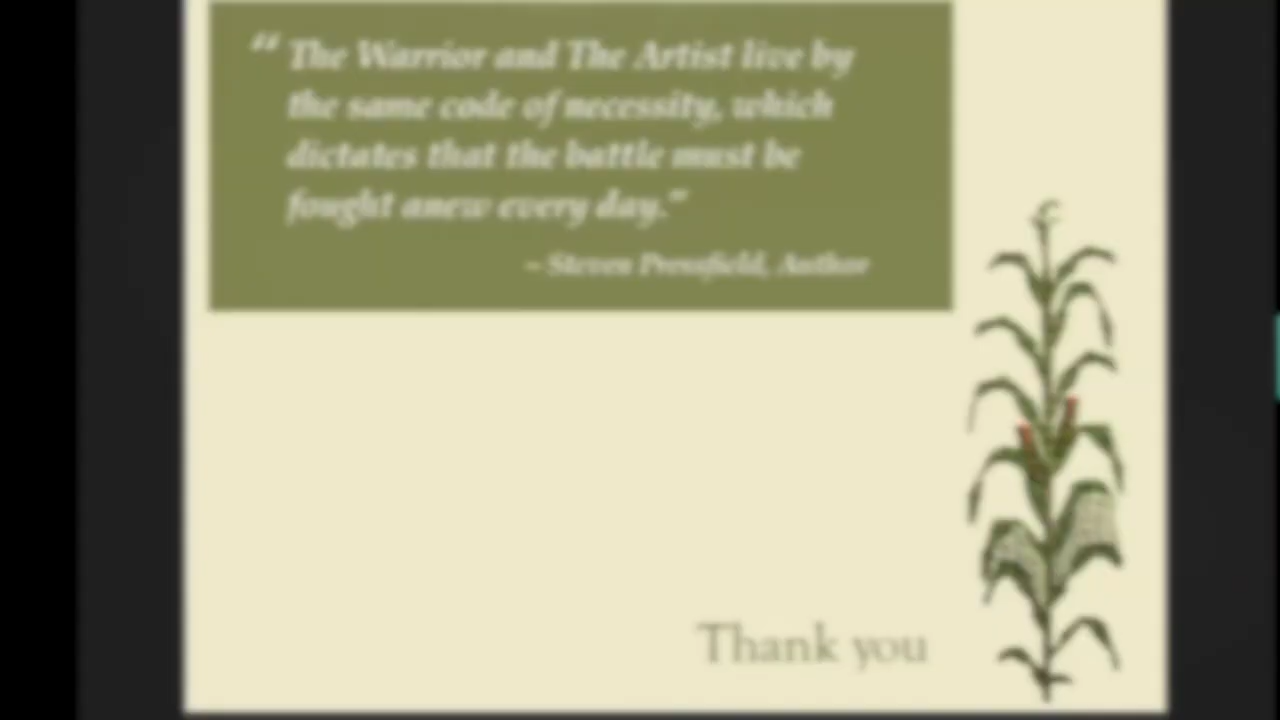 “ The Warrior and The Artist live by
the same code of necessity, which
dictates that the battle must be
fought anew every day.”
– Steven Pressfield, Author
Thank you